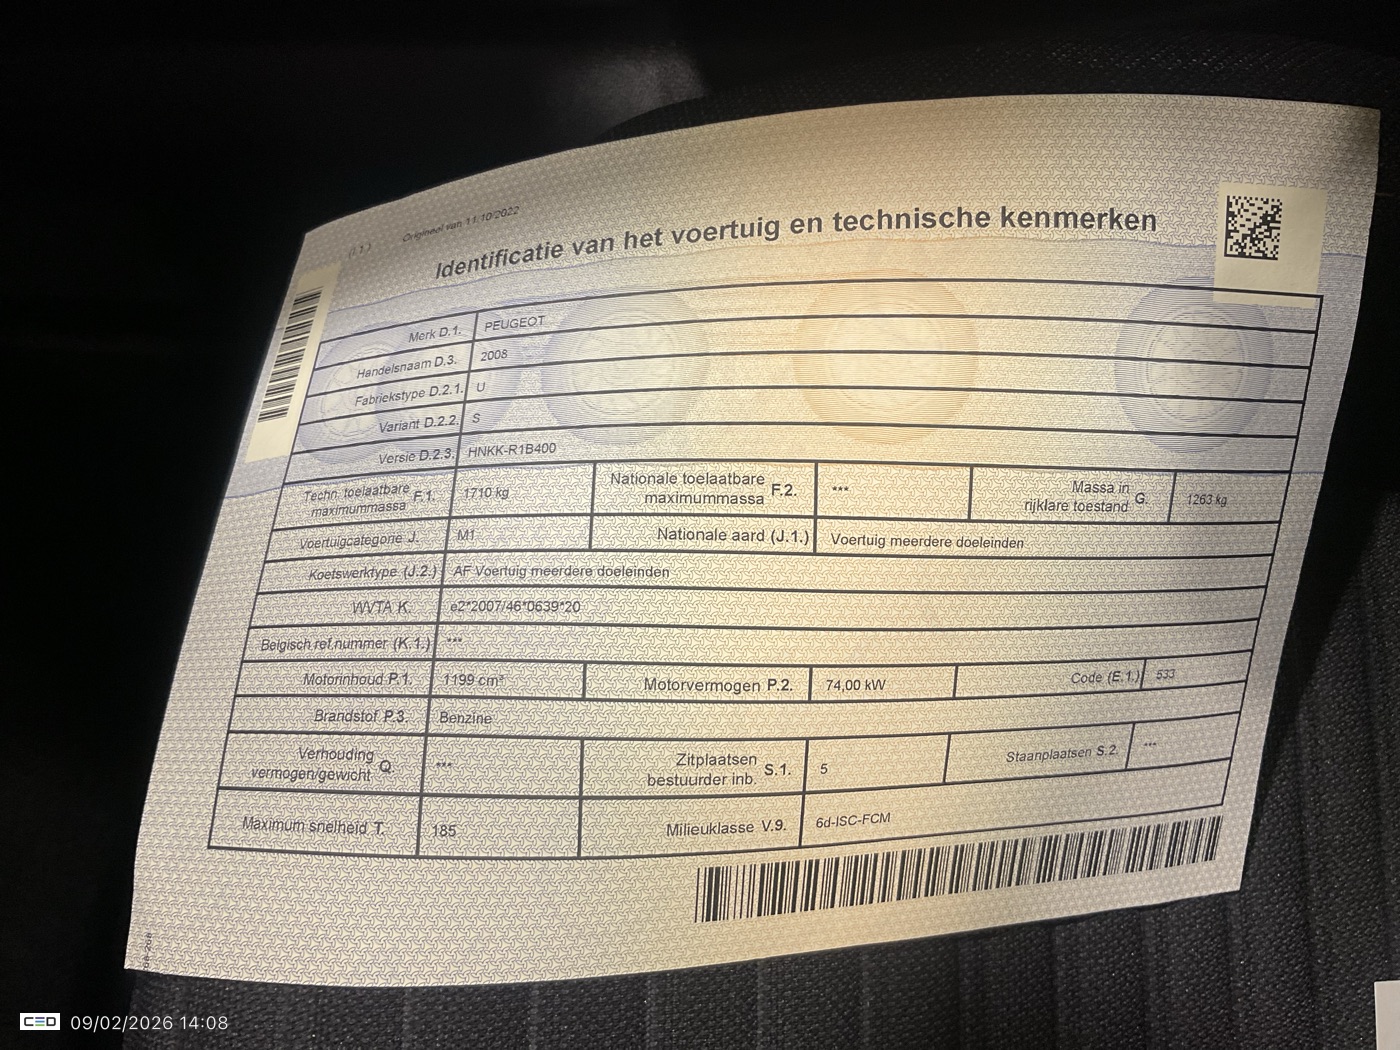 (I.1.) Origineel van 11.10.2022
Identificatie van het voertuig en technische kenmerken
Merk D.1. PEUGEOT
Handelsnaam D.3. 2008
Fabriekstype D.2.1. U
Variant D.2.2. S
Versie D.2.3. HNKK-R1B400
Techn. toelaatbare maximummassa F.1. 1710 kg Nationale toelaatbare maximummassa F.2. *** Massa in rijklare toestand G. 1263 kg
Voertuigcategorie J. M1 Nationale aard (J.1.) Voertuig meerdere doeleinden
Koetswerktype (J.2.) AF Voertuig meerdere doeleinden
WVTA K. e2*2007/46*0639*20
Belgisch ref.nummer (K.1.) ***
Motorinhoud P.1. 1199 cm³ Motorvermogen P.2. 74,00 kW Code (E.1.) 533
Brandstof P.3. Benzine
Verhouding vermogen/gewicht Q. *** Zitplaatsen bestuurder inb. S.1. 5 Staanplaatsen S.2. ***
Maximum snelheid T. 185 Milieuklasse V.9. 6d-ISC-FCM
CED 09/02/2026 14:08